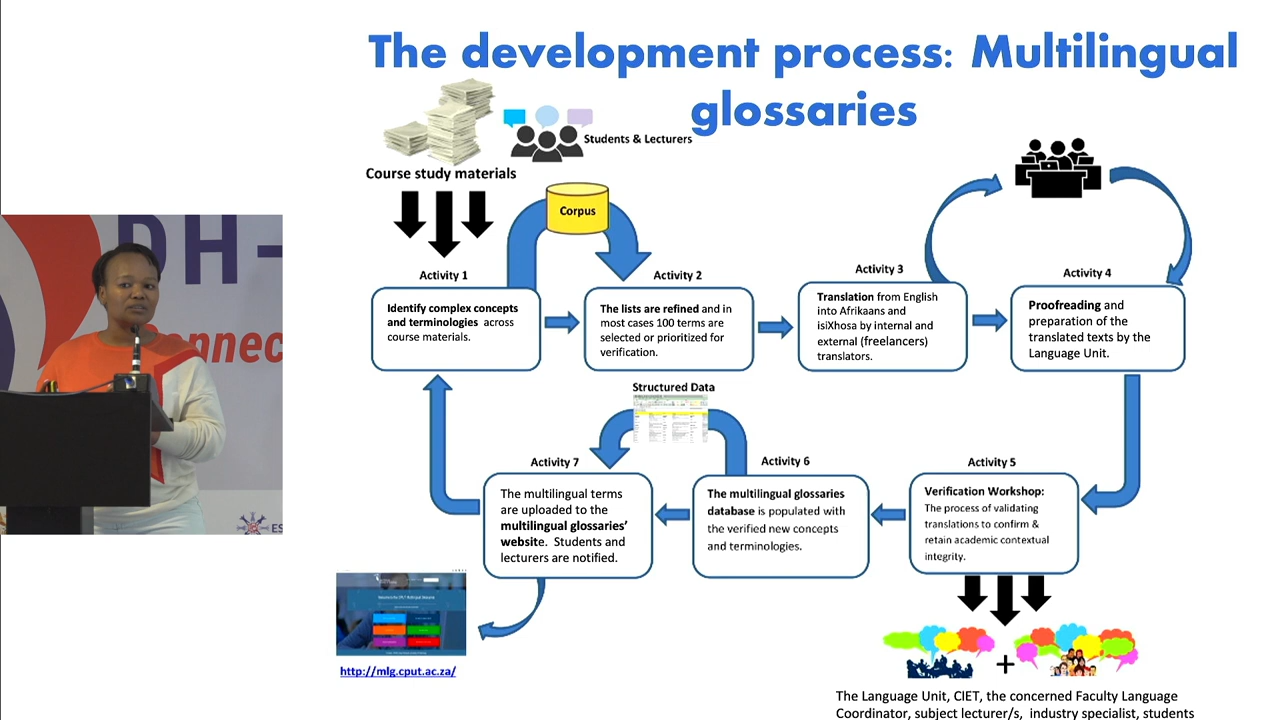 The development process: Multilingual
glossaries
Students & Lecturers
Course study materials
Corpus
Activity 1
Identify complex concepts
and terminologies across
course materials.
Activity 2
The lists are refined and in
most cases 100 terms are
selected or prioritized for
verification.
Activity 3
Translation from English
into Afrikaans and
isiXhosa by internal and
external (freelancers)
translators.
Activity 4
Proofreading and
preparation of the
translated texts by the
Language Unit.
Activity 5
Verification Workshop:
The process of validating
translations to confirm &
retain academic contextual
integrity.
Activity 6
The multilingual glossaries
database is populated with
the verified new concepts
and terminologies.
Structured Data
Activity 7
The multilingual terms
are uploaded to the
multilingual glossaries'
website. Students and
lecturers are notified.
http://mlg.cput.ac.za/
+
The Language Unit, CIET, the concerned Faculty Language
Coordinator, subject lecturer/s, industry specialist, students
DH-
onnec
ES